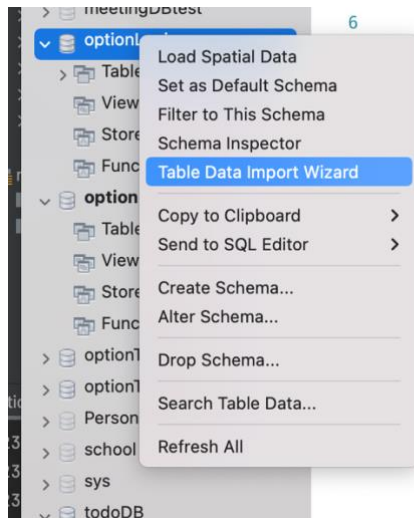 meetingDBtest
6
optionL
Table
View
Store
Func
option
Table
View
Store
Func
optionT
optionT
Person
school
sys
todoDB
Load Spatial Data
Set as Default Schema
Filter to This Schema
Schema Inspector
Table Data Import Wizard
Copy to Clipboard
Send to SQL Editor
Create Schema...
Alter Schema...
Drop Schema...
Search Table Data...
Refresh All